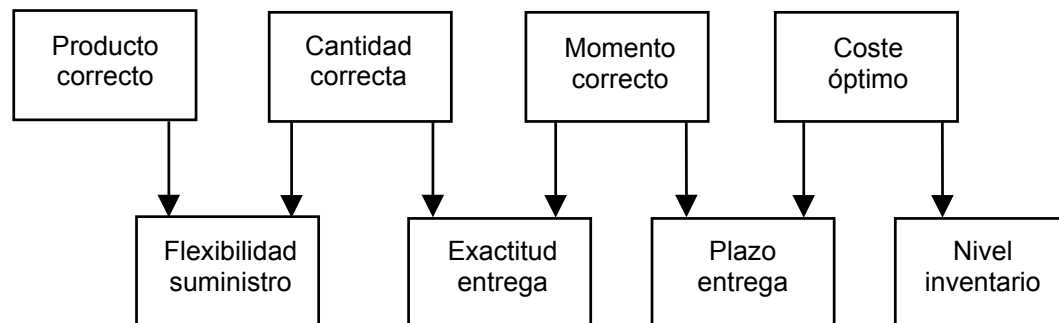 Producto
correcto
Cantidad
correcta
Momento
correcto
Coste
óptimo
Flexibilidad
suministro
Exactitud
entrega
Plazo
entrega
Nivel
inventario